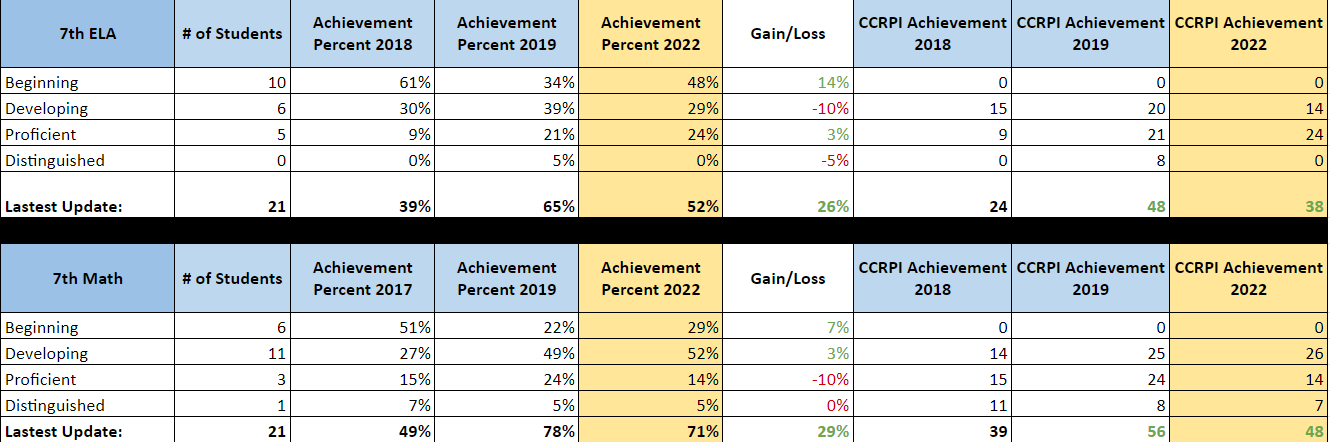 7th ELA # of Students Achievement Percent 2018 Achievement Percent 2019 Achievement Percent 2022 Gain/Loss CCRPI Achievement 2018 CCRPI Achievement 2019 CCRPI Achievement 2022
Beginning 10 61% 34% 48% 14% 0 0 0
Developing 6 30% 39% 29% -10% 15 20 14
Proficient 5 9% 21% 24% 3% 9 21 24
Distinguished 0 0% 5% 0% -5% 0 8 0
Lastest Update: 21 39% 65% 52% 26% 24 48 38
7th Math # of Students Achievement Percent 2017 Achievement Percent 2019 Achievement Percent 2022 Gain/Loss CCRPI Achievement 2018 CCRPI Achievement 2019 CCRPI Achievement 2022
Beginning 6 51% 22% 29% 7% 0 0 0
Developing 11 27% 49% 52% 3% 14 25 26
Proficient 3 15% 24% 14% -10% 15 24 14
Distinguished 1 7% 5% 5% 0% 11 8 7
Lastest Update: 21 49% 78% 71% 29% 39 56 48